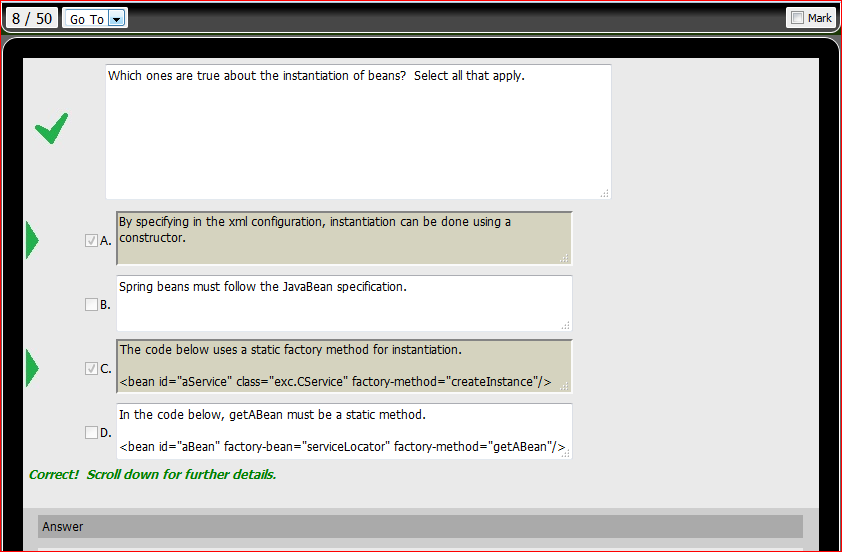 8 / 50
Go To
Mark
Which ones are true about the instantiation of beans?  Select all that apply.
A.
By specifying in the xml configuration, instantiation can be done using a
constructor.
B.
Spring beans must follow the JavaBean specification.
C.
The code below uses a static factory method for instantiation.
<bean id="aService" class="exc.CService" factory-method="createInstance"/>
D.
In the code below, getABean must be a static method.
<bean id="aBean" factory-bean="serviceLocator" factory-method="getABean"/>
Correct!  Scroll down for further details.
Answer